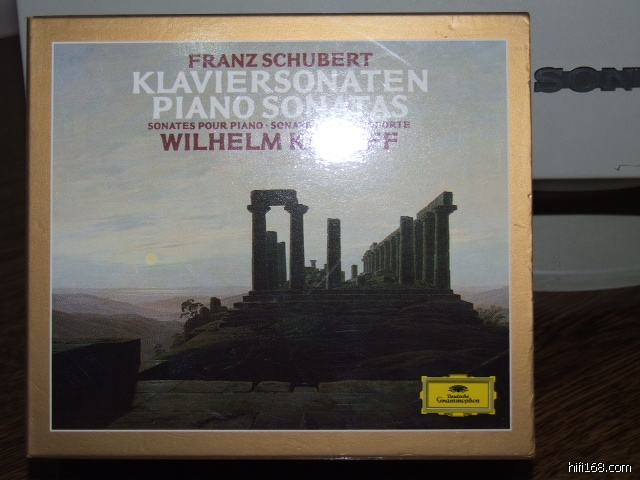 FRANZ SCHUBERT
KLAVIERSONATEN
PIANO SONATAS
SONATES POUR PIANO · 
WILHELM
Deutsche
Grammophon
hifi168.com